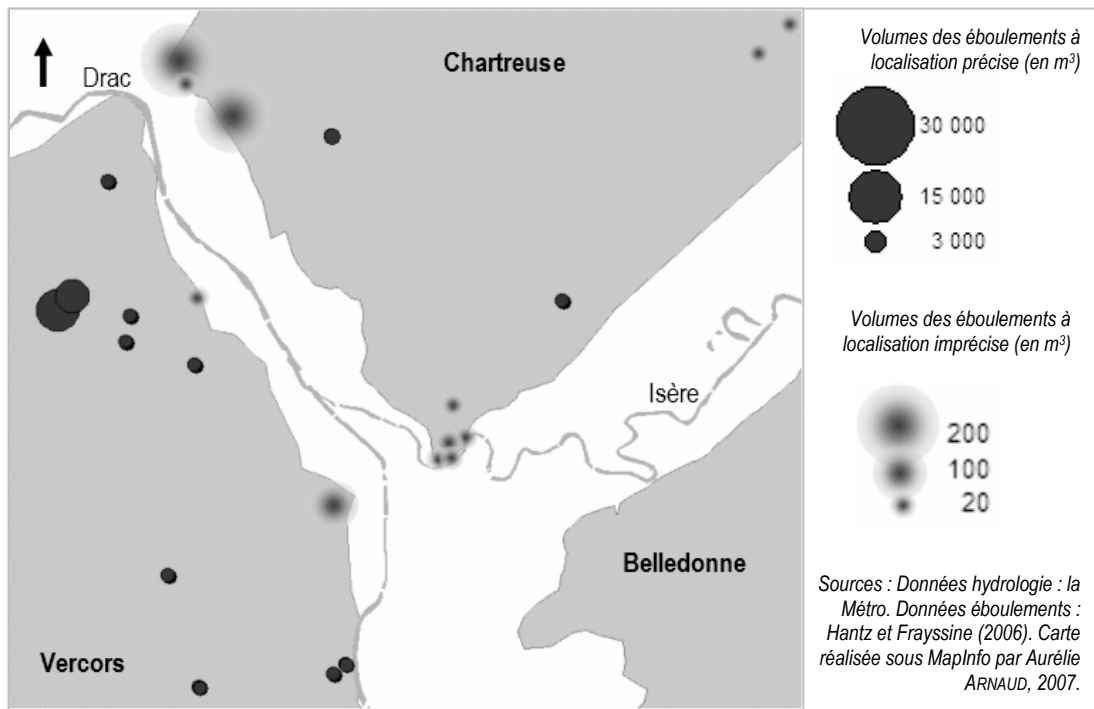 Chartreuse
Drac
Isère
Belledonne
Vercors
Volumes des éboulements à
localisation précise (en m³)
30 000
15 000
3 000
Volumes des éboulements à
localisation imprécise (en m³)
200
100
20
Sources : Données hydrologie : la
Métro. Données éboulements :
Hantz et Frayssine (2006). Carte
réalisée sous MapInfo par Aurélie
ARNAUD, 2007.